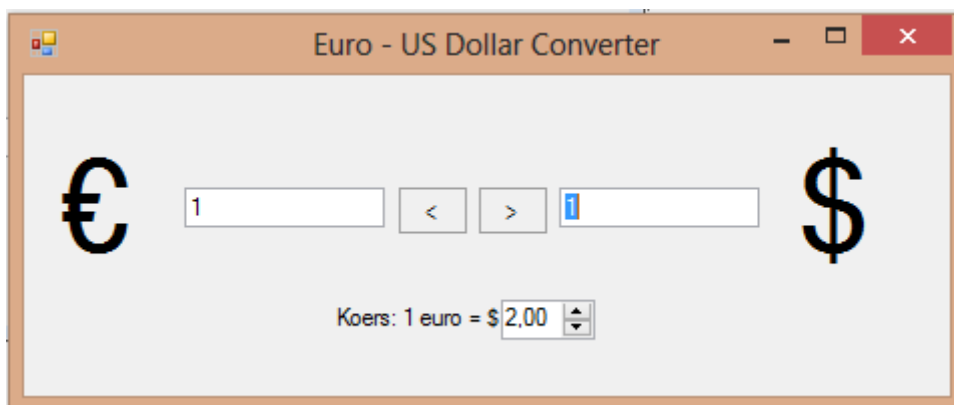 Euro - US Dollar Converter
€ 1 < > 1 $
Koers: 1 euro = $ 2,00